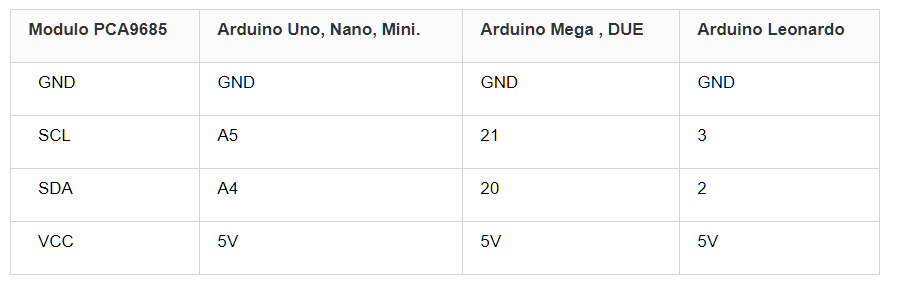 Modulo PCA9685 Arduino Uno, Nano, Mini. Arduino Mega , DUE Arduino Leonardo
GND GND GND GND
SCL A5 21 3
SDA A4 20 2
VCC 5V 5V 5V